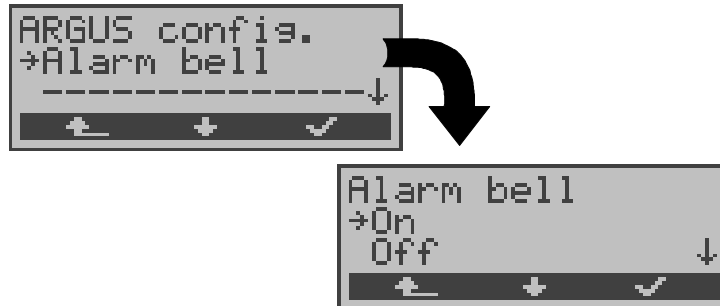 ARGUS config.
→Alarm bell
---------------↓
Alarm bell
→On
Off ↓